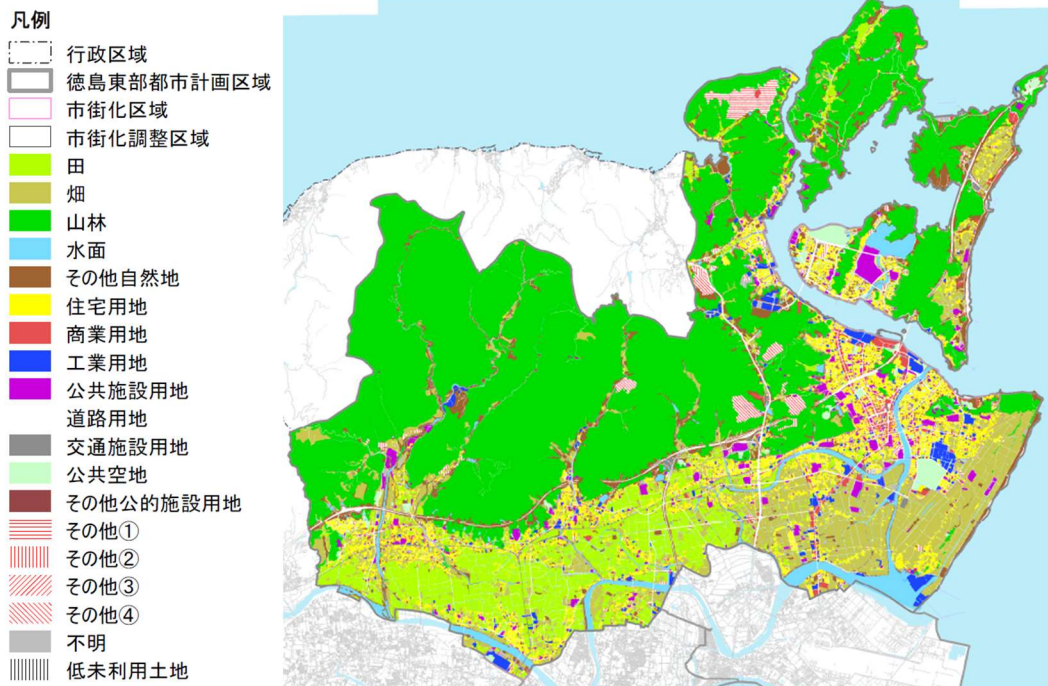 凡例
行政区域
徳島東部都市計画区域
市街化区域
市街化調整区域
田
畑
山林
水面
その他自然地
住宅用地
商業用地
工業用地
公共施設用地
道路用地
交通施設用地
公共空地
その他公的施設用地
その他①
その他②
その他③
その他④
不明
低未利用土地